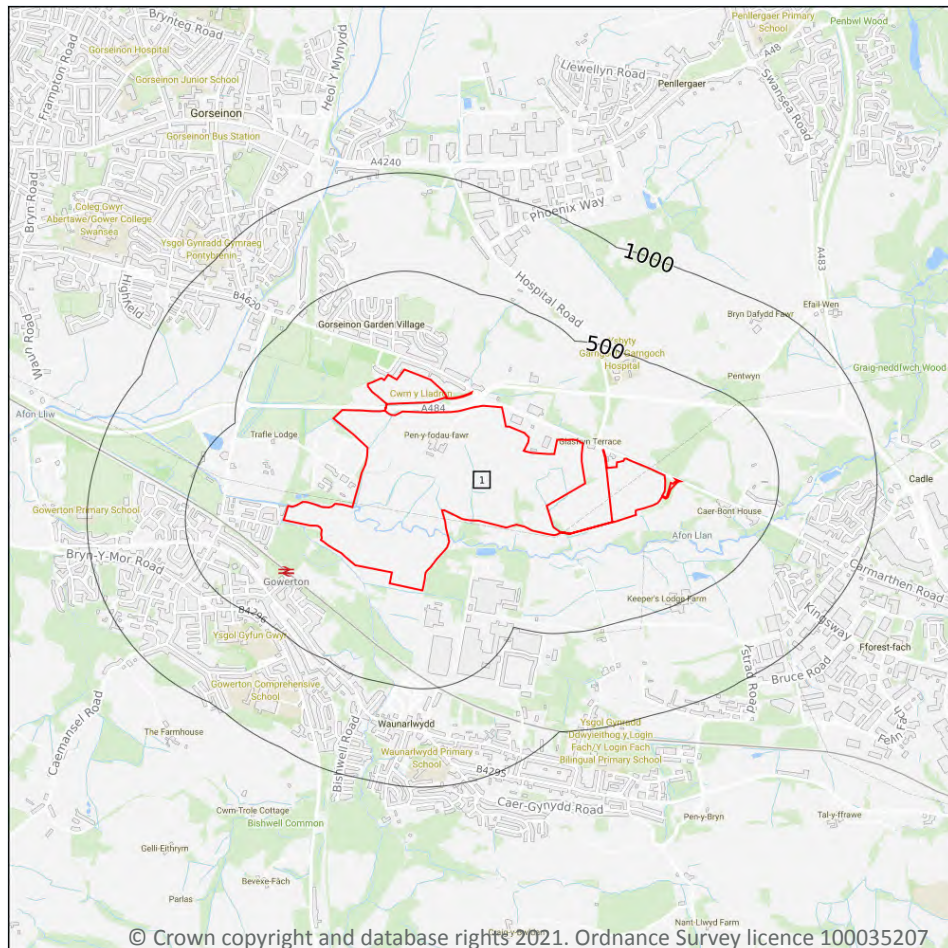 Brynteg Road
Gorseinon Hospital
Frampton Road
Heol Y Mynydd
Gorseinon Junior School
Gorseinon
Gorseinon Bus Station
A4240
Llewellyn Road
Penllergaer
Penllergaer Primary
School
A48
Penbwl Wood
Swansea Road
Bryn Road
Coleg Gwyr
Abertawe/Gower College
Swansea
Ysgol Gynradd Gymraeg
Pontybrenin
Phoenix Way
1000
A483
Highfield
B4620
Hospital Road
Efail Wen
Bryn Dafydd Fawr
Gorseinon Garden Village
500
Waun Road
Garngoch
Hospital
Pentwyn
Graig-neddfwch Wood
Afon Lliw
Cwm y Lladron
A484
Trafle Lodge
Pen-y-fodau-fawr
Glasfryn Terrace
1
Cadle
Gowerton Primary School
Caer-Bont House
Afon Llan
Bryn-Y-Mor Road
Gowerton
Carmarthen Road
Keeper's Lodge Farm
Kingsway
B4296
Ysgol Gyfun Gwyr
Fforest-fach
Ystrad Road
Bruce Road
Gowerton Comprehensive
School
Caemansel Road
The Farmhouse
Bishwell Road
Waunarlwydd
Ysgol Gynradd
Waunarlwydd Primary
School
Fach/Y Login Fach
Bilingual Primary School
B4295
Caer-Gynydd Road
Cwm-Trole Cottage
Bishwell Common
Pen-y-Bryn
Tal-y-ffrawe
Gelli-Eithrym
Bevexe-Fâch
Parlas
Nant-Llwyd Farm
© Crown copyright and database rights 2021. Ordnance Survey licence 100035207